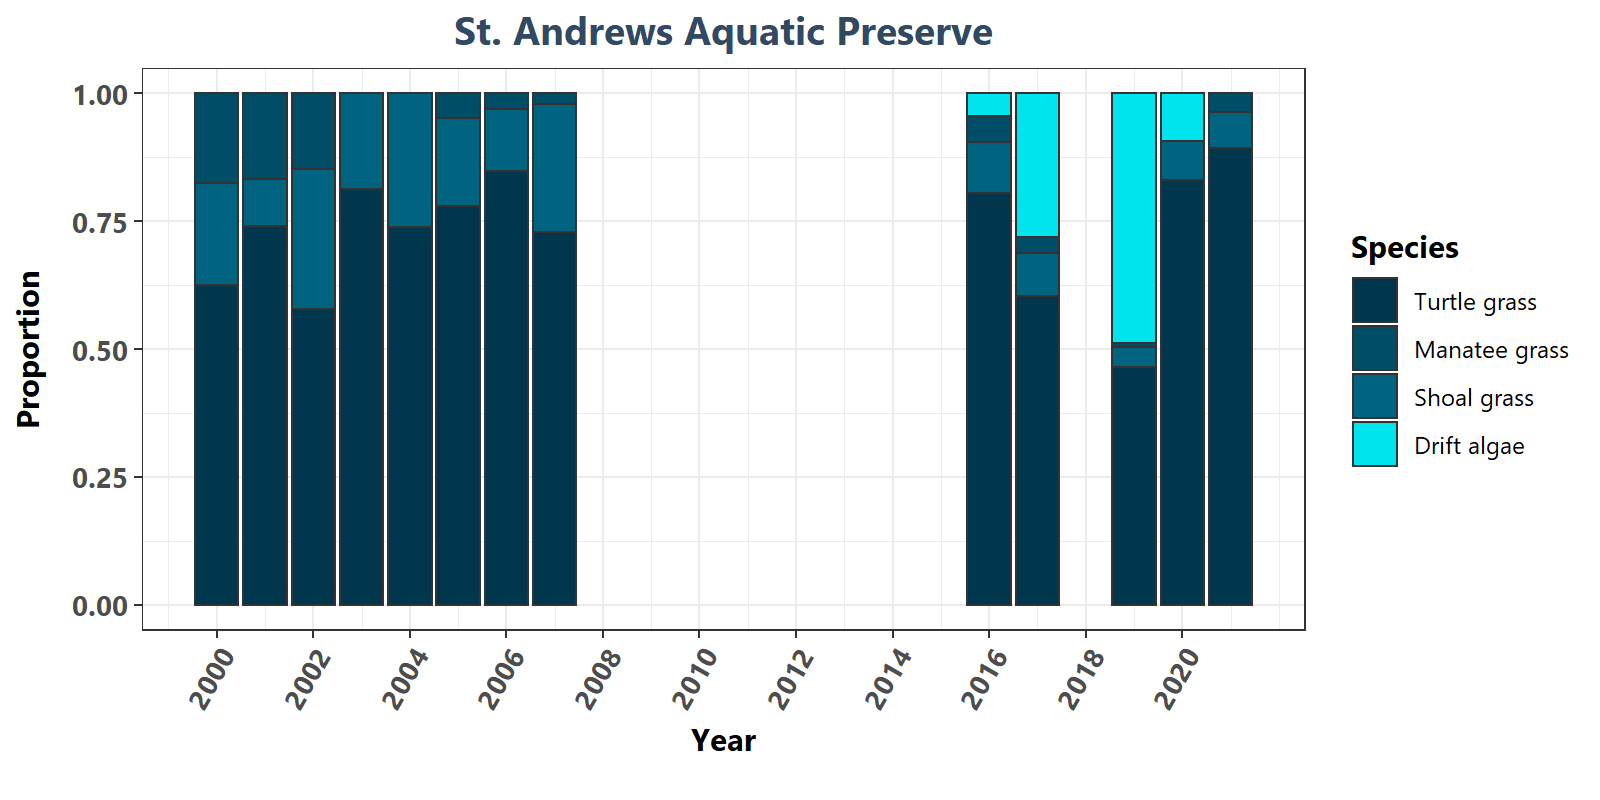 St. Andrews Aquatic Preserve
Proportion
1.00
0.75
0.50
0.25
0.00
2000
2002
2004
2006
2008
2010
2012
2014
2016
2018
2020
Year
Species
Turtle grass
Manatee grass
Shoal grass
Drift algae